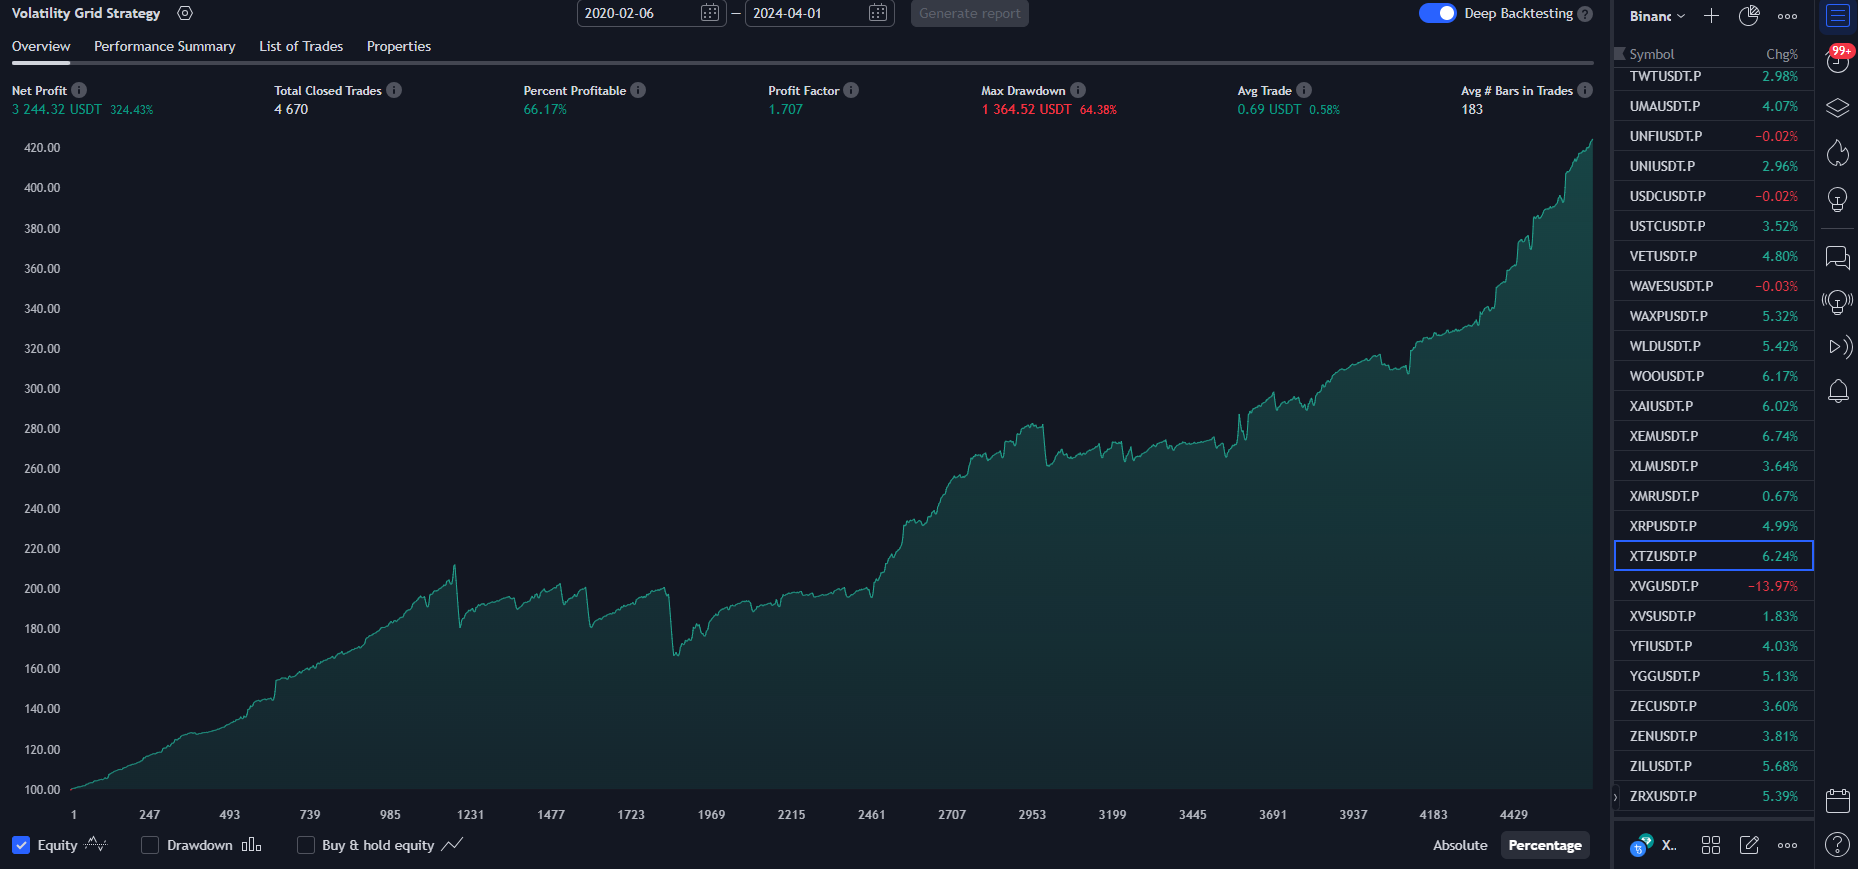 Volatility Grid Strategy
2020-02-06 — 2024-04-01 Generate report
Deep Backtesting
Overview Performance Summary List of Trades Properties
Net Profit Total Closed Trades Percent Profitable Profit Factor Max Drawdown Avg Trade Avg # Bars in Trades
3 244.32 USDT 324.43% 4 670 66.17% 1.707 1 364.52 USDT 64.38% 0.69 USDT 0.58% 183
420.00
400.00
380.00
360.00
340.00
320.00
300.00
280.00
260.00
240.00
220.00
200.00
180.00
160.00
140.00
120.00
100.00
1 247 493 739 985 1231 1477 1723 1969 2215 2461 2707 2953 3199 3445 3691 3937 4183 4429
Equity Drawdown Buy & hold equity Absolute Percentage
Binanc
99+
Symbol Chg%
TWTUSDT.P 2.98%
UMAUSDT.P 4.07%
UNFIUSDT.P −0.02%
UNIUSDT.P 2.96%
USDCUSDT.P −0.02%
USTCUSDT.P 3.52%
VETUSDT.P 4.80%
WAVESUSDT.P −0.03%
WAXPUSDT.P 5.32%
WLDUSDT.P 5.42%
WOOUSDT.P 6.17%
XAIUSDT.P 6.02%
XEMUSDT.P 6.74%
XLMUSDT.P 3.64%
XMRUSDT.P 0.67%
XRPUSDT.P 4.99%
XTZUSDT.P 6.24%
XVGUSDT.P −13.97%
XVSUSDT.P 1.83%
YFIUSDT.P 4.03%
YGGUSDT.P 5.13%
ZECUSDT.P 3.60%
ZENUSDT.P 3.81%
ZILUSDT.P 5.68%
ZRXUSDT.P 5.39%
X..